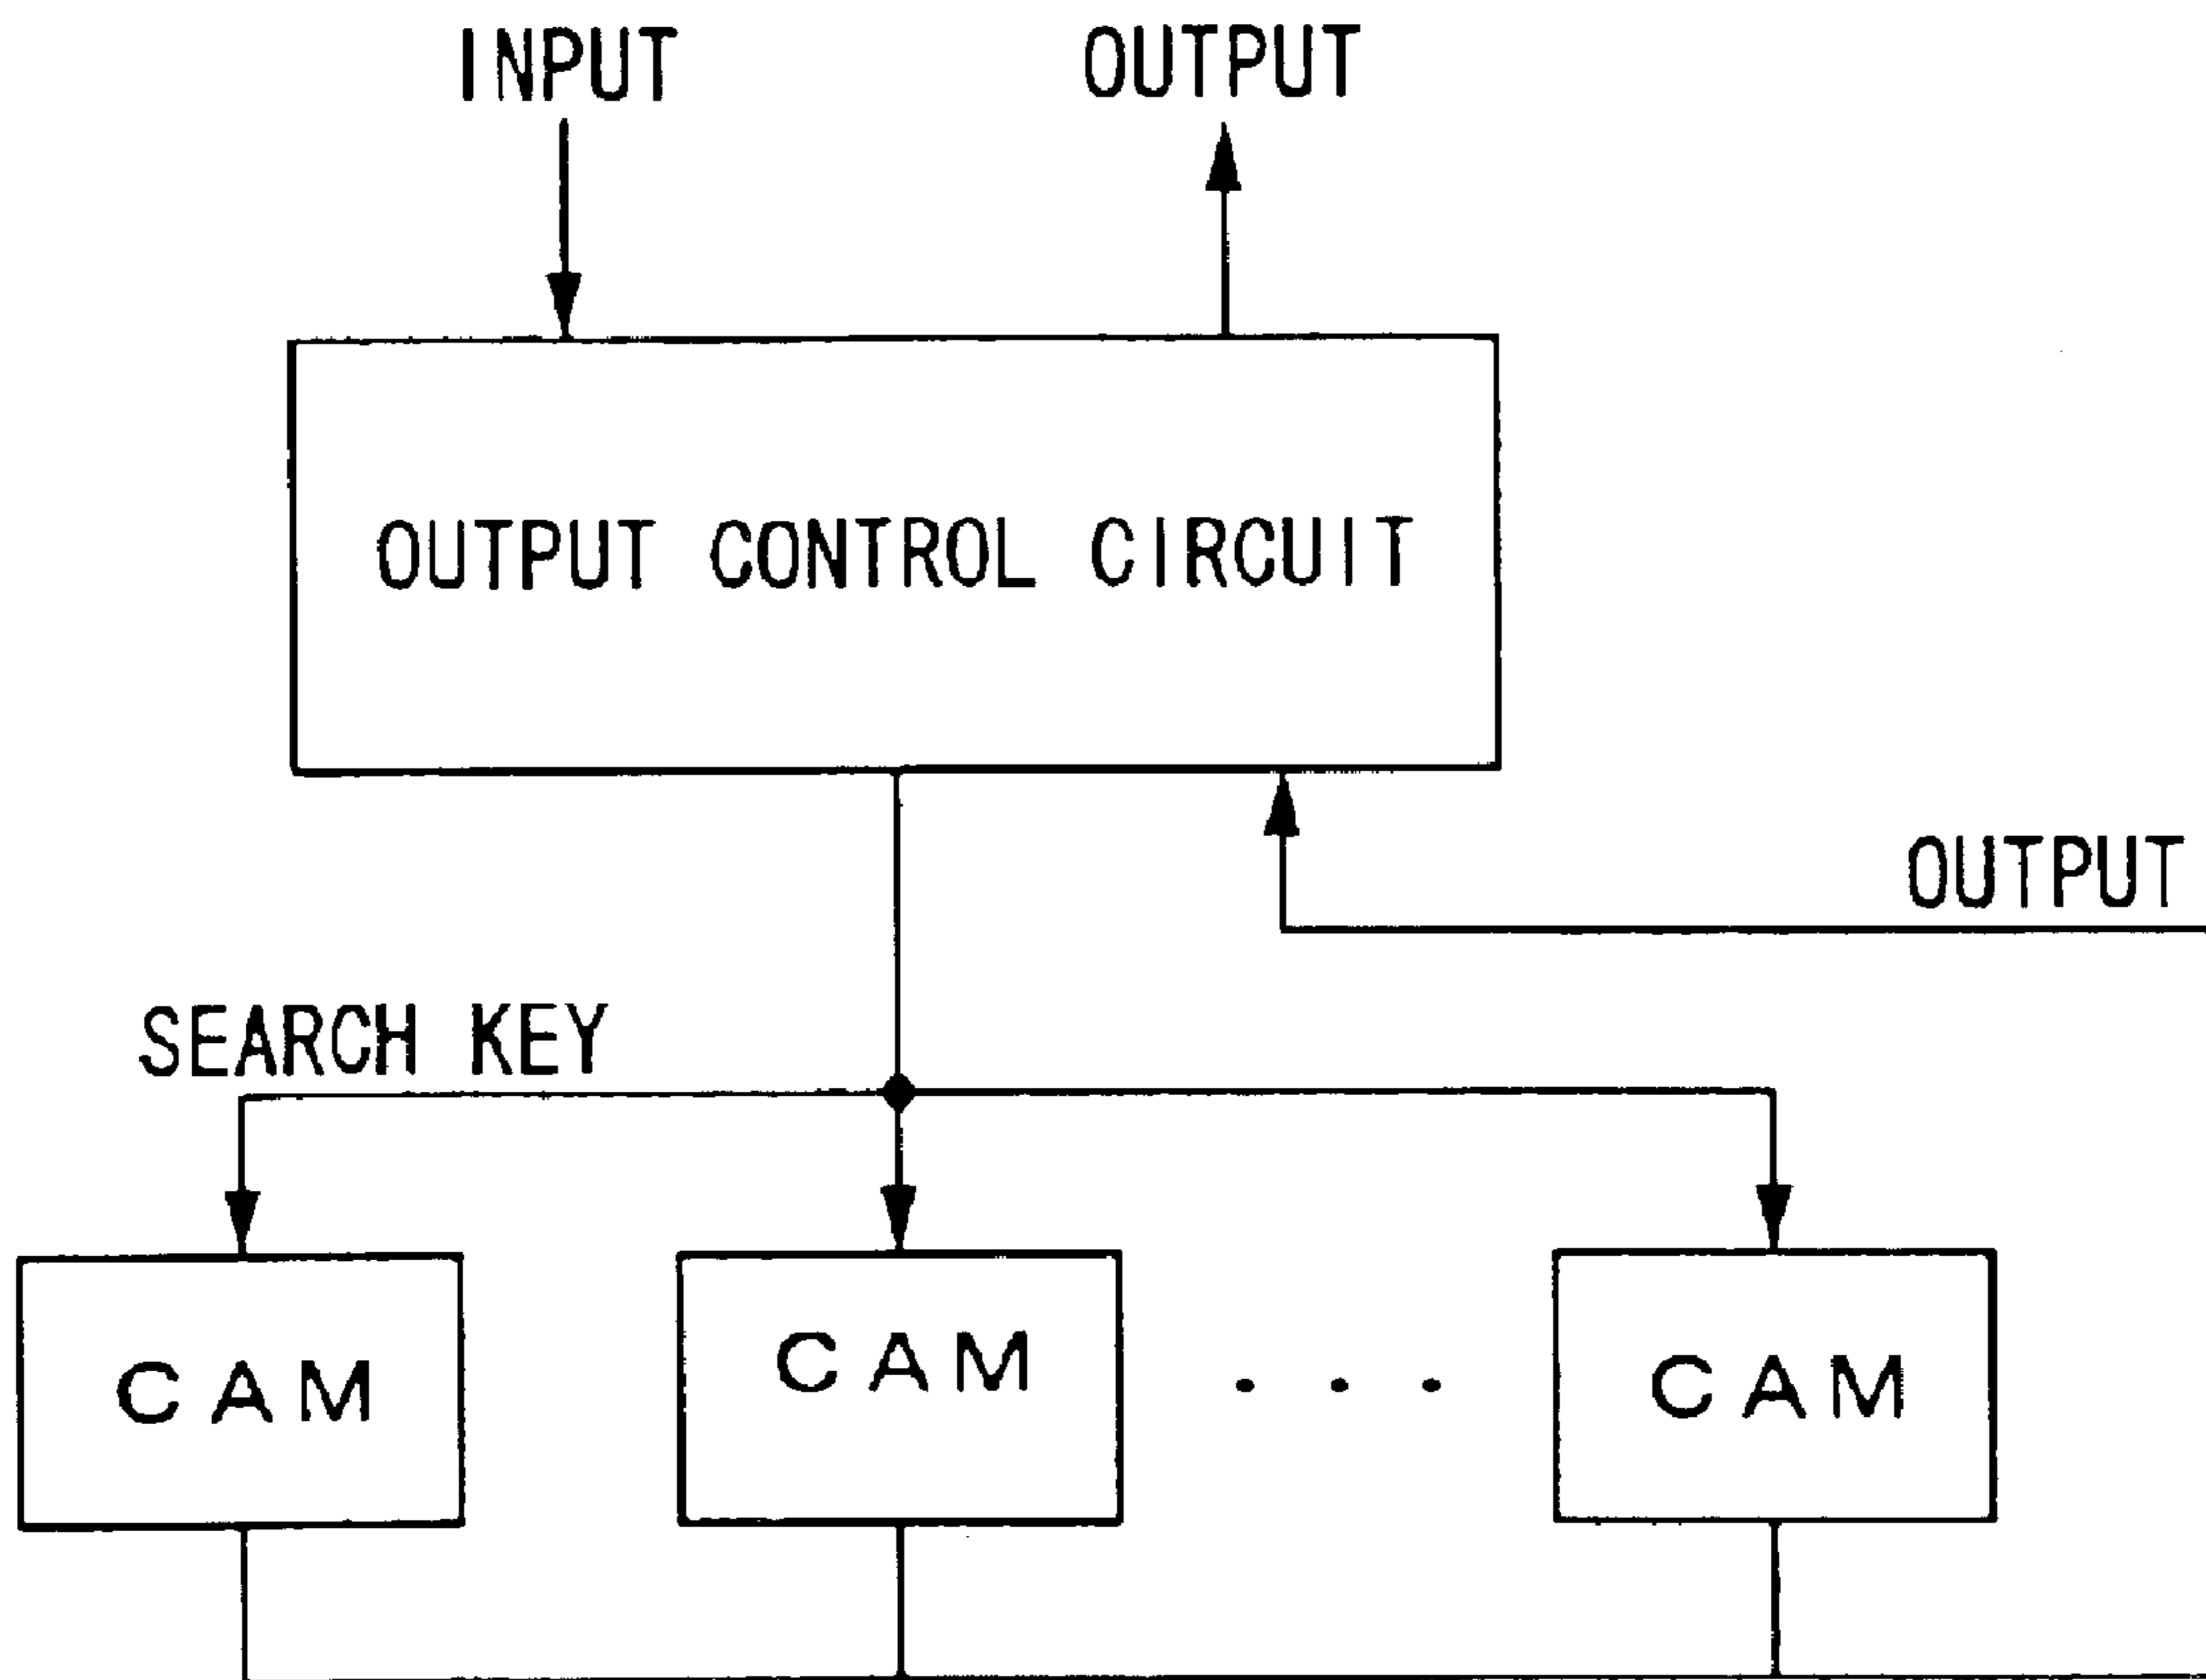 INPUT
OUTPUT
OUTPUT CONTROL CIRCUIT
OUTPUT
SEARCH KEY
CAM
CAM
. . .
CAM